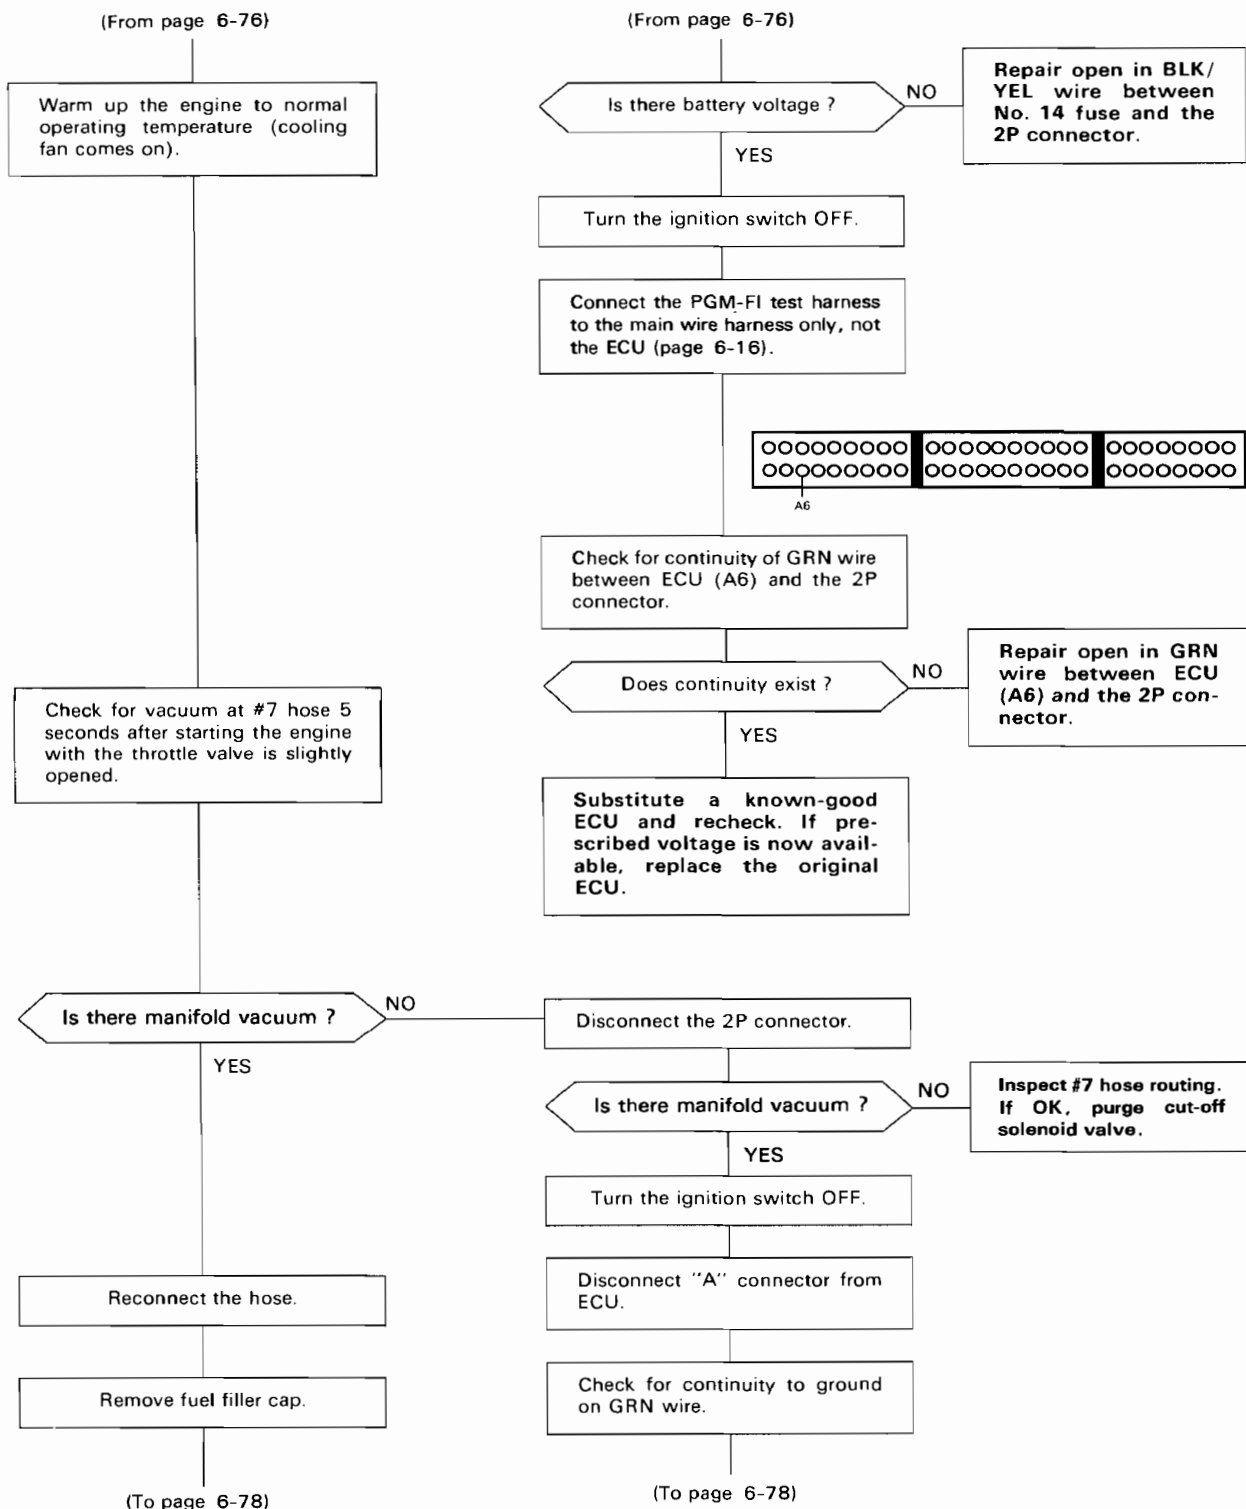 (From page 6-76)
(From page 6-76)
Warm up the engine to normal
operating temperature (cooling
fan comes on).
Is there battery voltage ?
NO
Repair open in BLK/
YEL wire between
No. 14 fuse and the
2P connector.
YES
Turn the ignition switch OFF.
Connect the PGM-FI test harness
to the main wire harness only, not
the ECU (page 6-16).
A6
Check for continuity of GRN wire
between ECU (A6) and the 2P
connector.
Does continuity exist ?
NO
Repair open in GRN
wire between ECU
(A6) and the 2P con-
nector.
YES
Check for vacuum at #7 hose 5
seconds after starting the engine
with the throttle valve is slightly
opened.
Substitute a known-good
ECU and recheck. If pre-
scribed voltage is now avail-
able, replace the original
ECU.
Is there manifold vacuum ?
NO
Disconnect the 2P connector.
YES
Is there manifold vacuum ?
NO
Inspect #7 hose routing.
If OK, purge cut-off
solenoid valve.
YES
Turn the ignition switch OFF.
Disconnect "A" connector from
ECU.
Reconnect the hose.
Check for continuity to ground
on GRN wire.
Remove fuel filler cap.
(To page 6-78)
(To page 6-78)